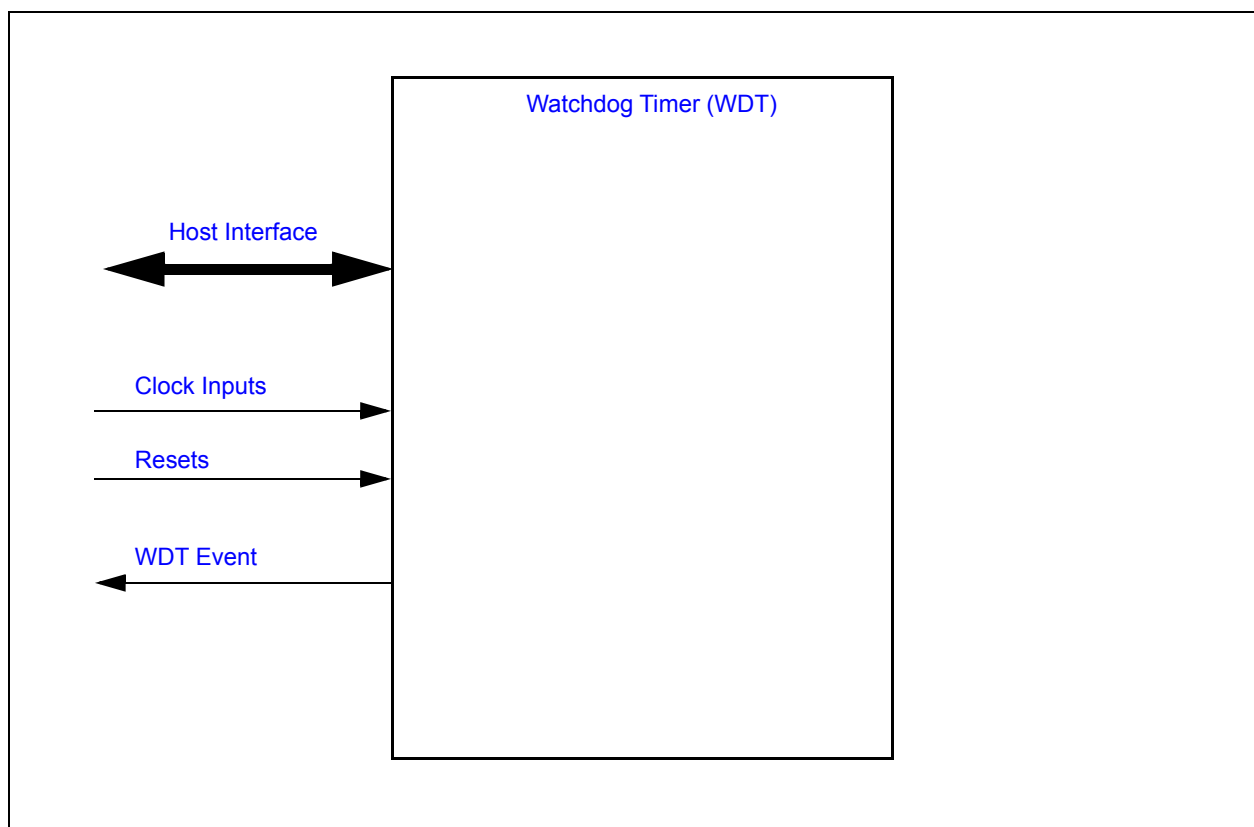 Watchdog Timer (WDT)
Host Interface
Clock Inputs
Resets
WDT Event